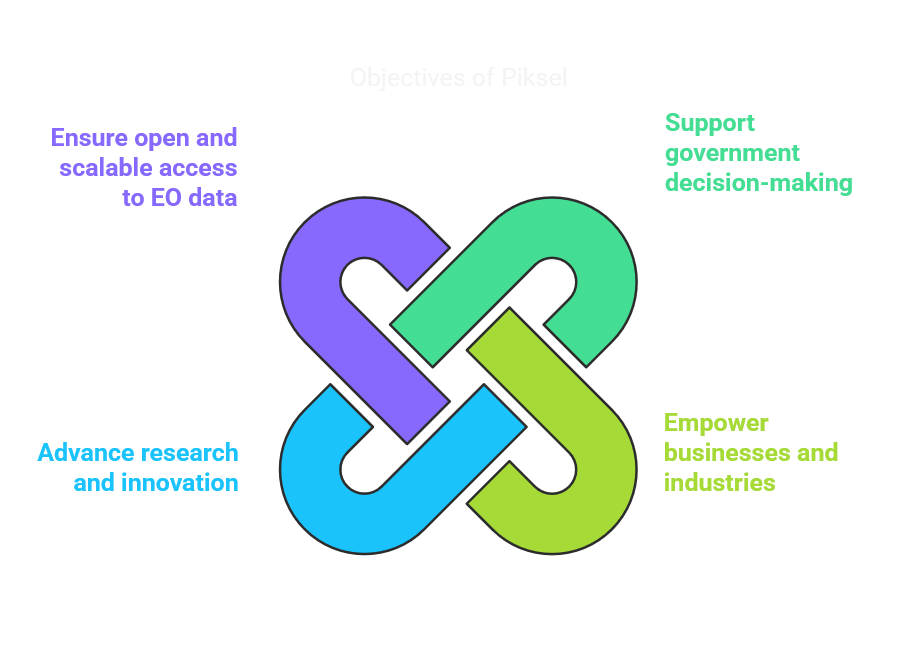 Objectives of Piksel
Ensure open and
scalable access
to EO data
Support
government
decision-making
Advance research
and innovation
Empower
businesses and
industries